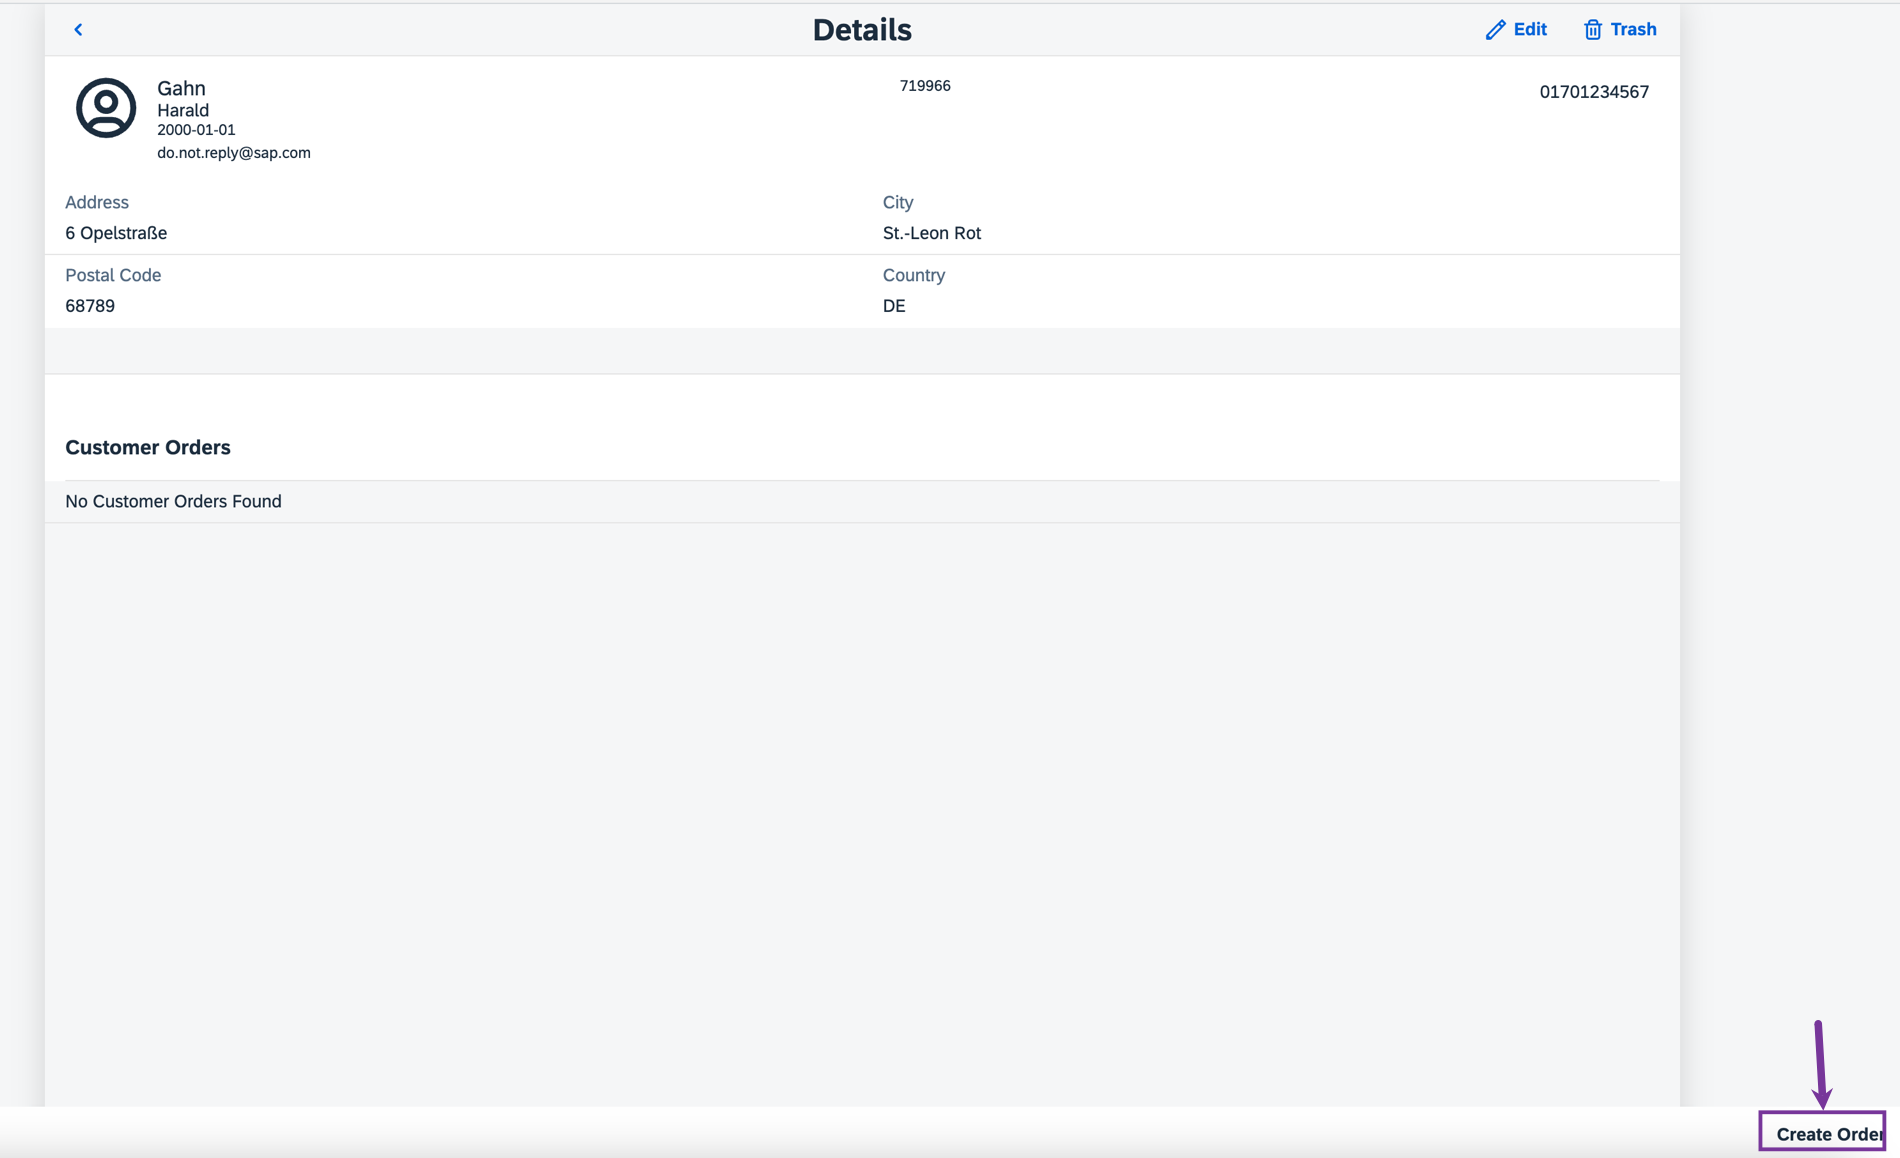 Details
Edit
Trash
Gahn
Harald
2000-01-01
do.not.reply@sap.com
719966
01701234567
Address
6 Opelstraße
City
St.-Leon Rot
Postal Code
68789
Country
DE
Customer Orders
No Customer Orders Found
Create Order